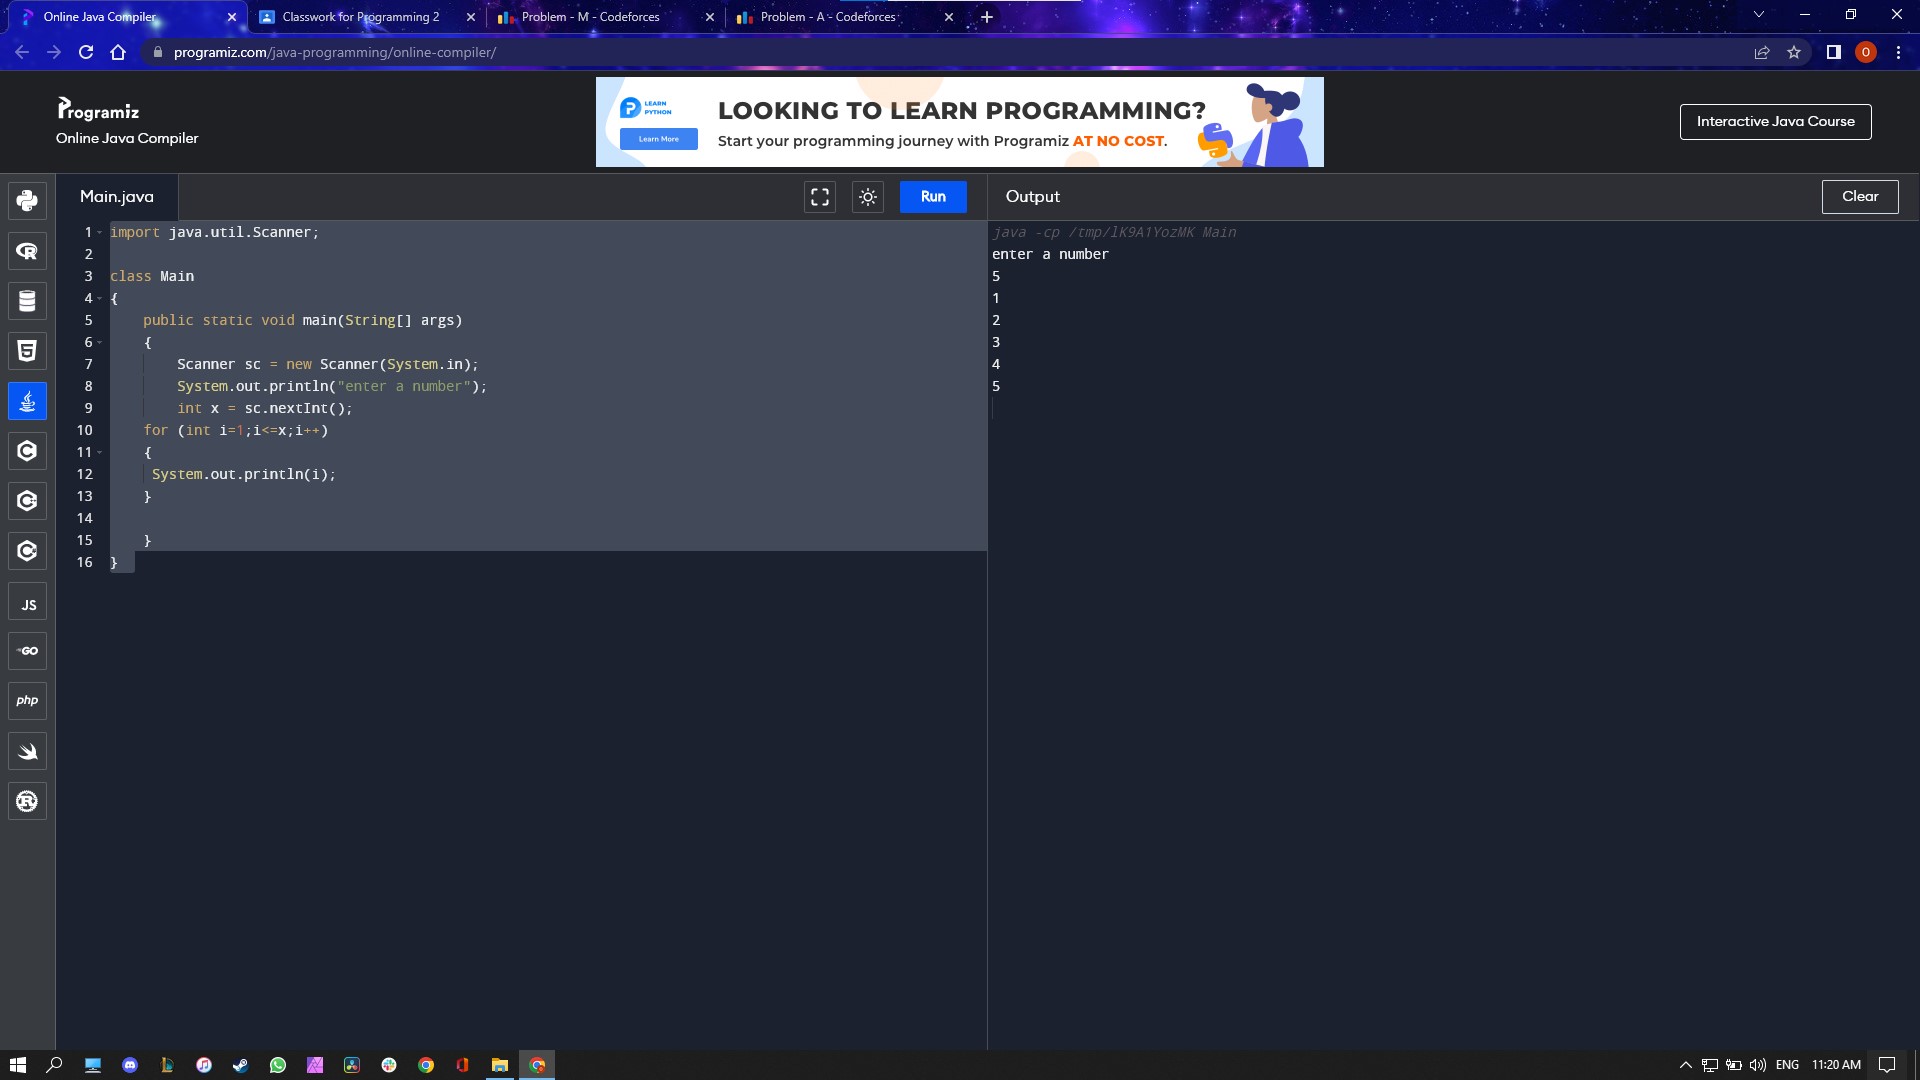 Online Java Compiler
Classwork for Programming 2
Problem - M - Codeforces
Problem - A - Codeforces
programiz.com/java-programming/online-compiler/
O
Programiz
Online Java Compiler
LEARN
PYTHON
Learn More
LOOKING TO LEARN PROGRAMMING?
Start your programming journey with Programiz AT NO COST.
Interactive Java Course
Main.java
Run
Output
Clear
1 import java.util.Scanner;
2
3 class Main
4 {
5 public static void main(String[] args)
6 {
7 Scanner sc = new Scanner(System.in);
8 System.out.println("enter a number");
9 int x = sc.nextInt();
10 for (int i=1;i<=x;i++)
11 {
12 System.out.println(i);
13 }
14
15 }
16 }
java -cp /tmp/lK9A1YozMK Main
enter a number
5
1
2
3
4
5
R
5
C
C
C
JS
GO
php
R
ENG
11:20 AM